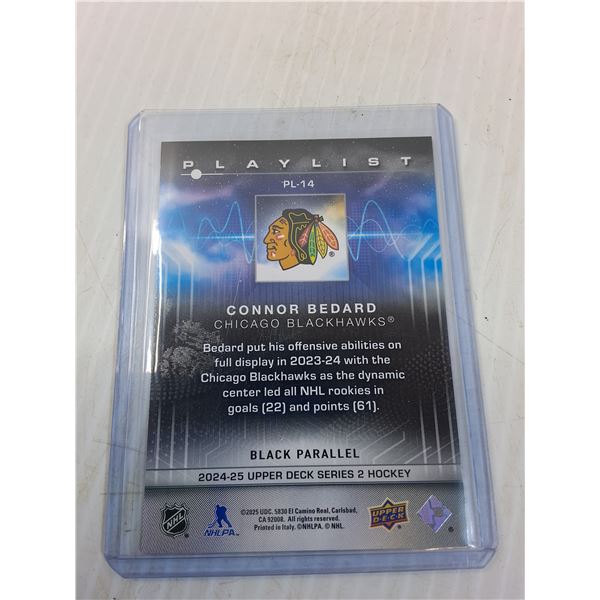 PLAYLIST
PL-14
®
CONNOR BEDARD
CHICAGO BLACKHAWKS®
Bedard put his offensive abilities on
full display in 2023-24 with the
Chicago Blackhawks as the dynamic
center led all NHL rookies in
goals (22) and points (61).
BLACK PARALLEL
2024-25 UPPER DECK SERIES 2 HOCKEY
©2025 UDC. 5830 El Camino Real, Carlsbad,
CA 92008. All rights reserved.
Printed in Italy. ©NHLPA. © NHL.
NHL
NHLPA
UPPER DECK